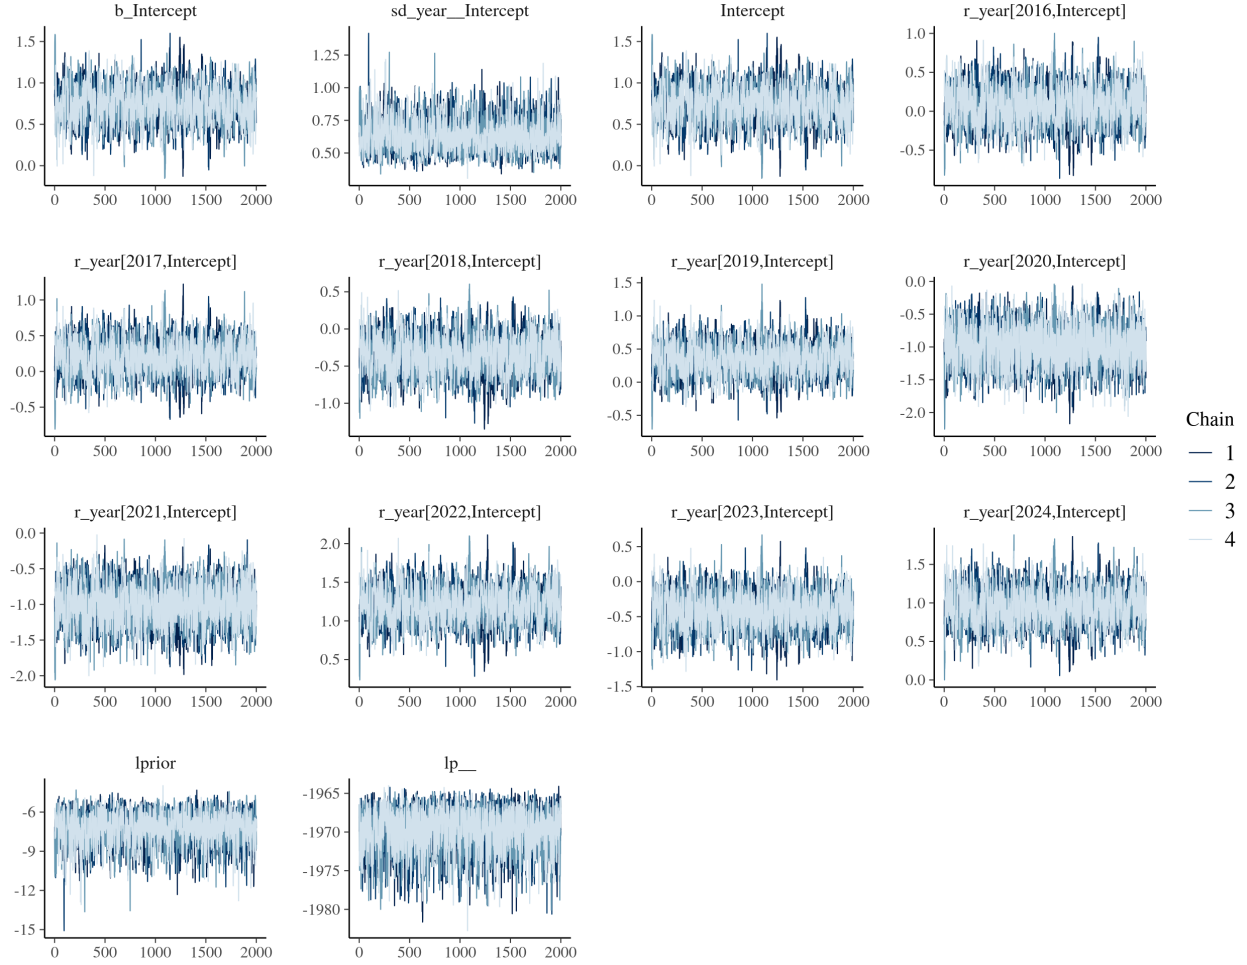 b_Intercept
sd_year__Intercept
Intercept
r_year[2016,Intercept]
1.5
1.0
0.5
0.0
0 500 1000 1500 2000
1.25
1.00
0.75
0.50
0 500 1000 1500 2000
1.5
1.0
0.5
0.0
0 500 1000 1500 2000
1.0
0.5
0.0
-0.5
0 500 1000 1500 2000
r_year[2017,Intercept]
r_year[2018,Intercept]
r_year[2019,Intercept]
r_year[2020,Intercept]
1.0
0.5
0.0
-0.5
0 500 1000 1500 2000
0.5
0.0
-0.5
-1.0
0 500 1000 1500 2000
1.5
1.0
0.5
0.0
-0.5
0 500 1000 1500 2000
0.0
-0.5
-1.0
-1.5
-2.0
0 500 1000 1500 2000
Chain
1
2
3
4
r_year[2021,Intercept]
r_year[2022,Intercept]
r_year[2023,Intercept]
r_year[2024,Intercept]
0.0
-0.5
-1.0
-1.5
-2.0
0 500 1000 1500 2000
2.0
1.5
1.0
0.5
0 500 1000 1500 2000
0.5
0.0
-0.5
-1.0
-1.5
0 500 1000 1500 2000
1.5
1.0
0.5
0.0
0 500 1000 1500 2000
lprior
lp__
-6
-9
-12
-15
0 500 1000 1500 2000
-1965
-1970
-1975
-1980
0 500 1000 1500 2000